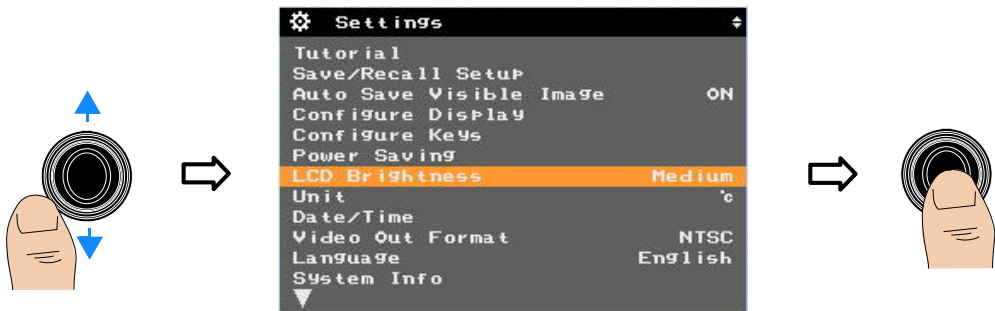 Settings
Tutorial
Save/Recall Setup
Auto Save Visible Image ON
Configure Display
Configure Keys
Power Saving
LCD Brightness Medium
Unit °c
Date/Time
Video Out Format NTSC
Language English
System Info